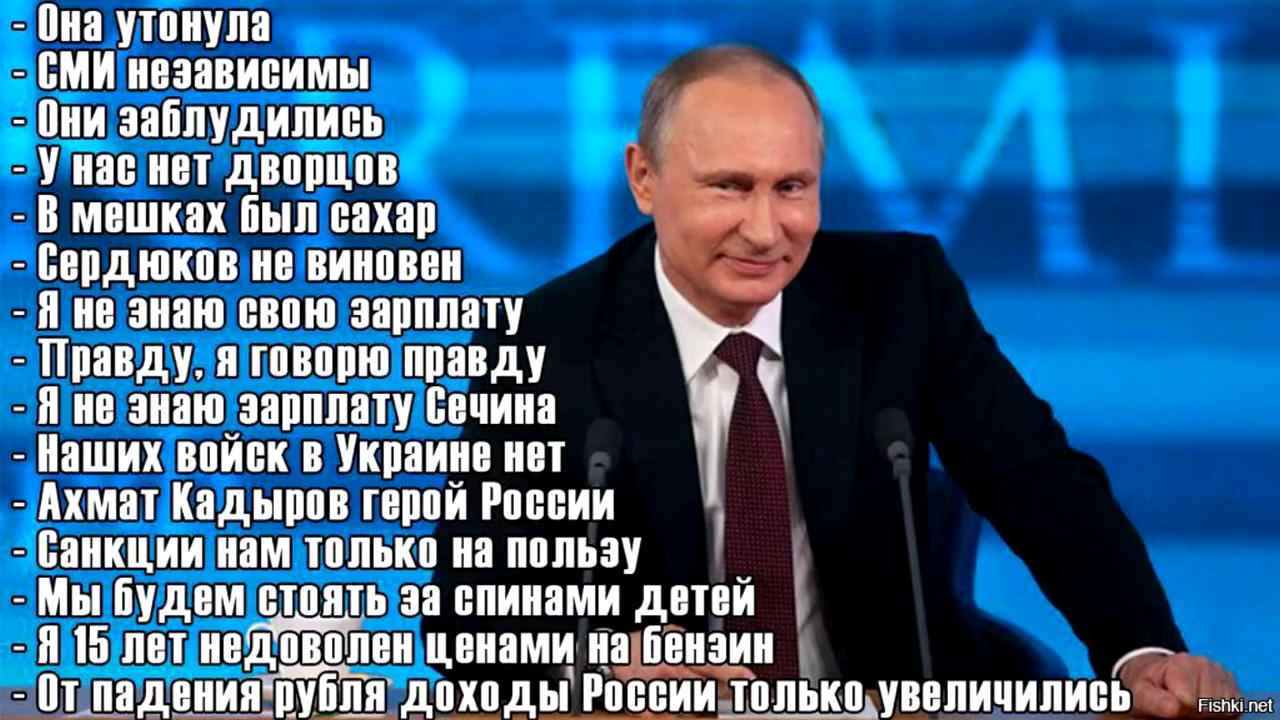 - Она утонула
- СМИ независимы
- Они заблудились
- У нас нет дворцов
- В мешках был сахар
- Сердюков не виновен
- Я не знаю свою зарплату
- Правду, я говорю правду
- Я не знаю зарплату Сечина
- Наших войск в Украине нет
- Ахмат Кадыров герой России
- Санкции нам только на пользу
- Мы будем стоять за спинами детей
- Я 15 лет недоволен ценами на бензин
- От падения рубля доходы России только увеличились
Fishki.net